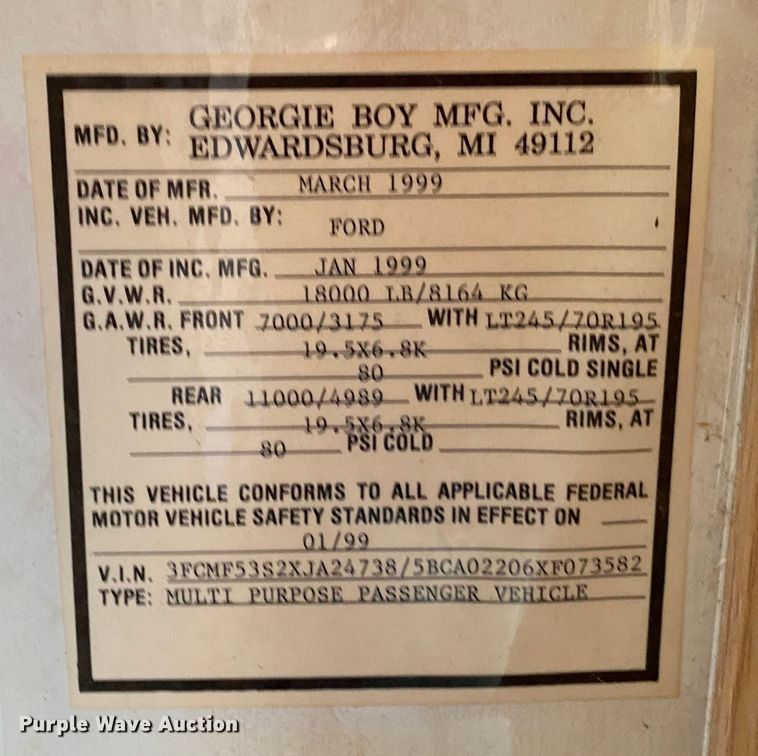 MFD. BY: GEORGIE BOY MFG. INC.
EDWARDSBURG, MI 49112
DATE OF MFR. MARCH 1999
INC. VEH. MFD. BY: FORD
DATE OF INC. MFG. JAN 1999
G.V.W.R. 18000 LB/8164 KG
G.A.W.R. FRONT 7000/3175 WITH LT245/70R195
TIRES, 19.5X6.8K RIMS, AT
80 PSI COLD SINGLE
REAR 11000/4989 WITH LT245/70R195
TIRES, 19.5X6.8K RIMS, AT
80 PSI COLD
THIS VEHICLE CONFORMS TO ALL APPLICABLE FEDERAL
MOTOR VEHICLE SAFETY STANDARDS IN EFFECT ON
01/99
V.I.N. 3FCMF53S2XJA24738/5BCA02206XF073582
TYPE: MULTI PURPOSE PASSENGER VEHICLE
Purple Wave Auction